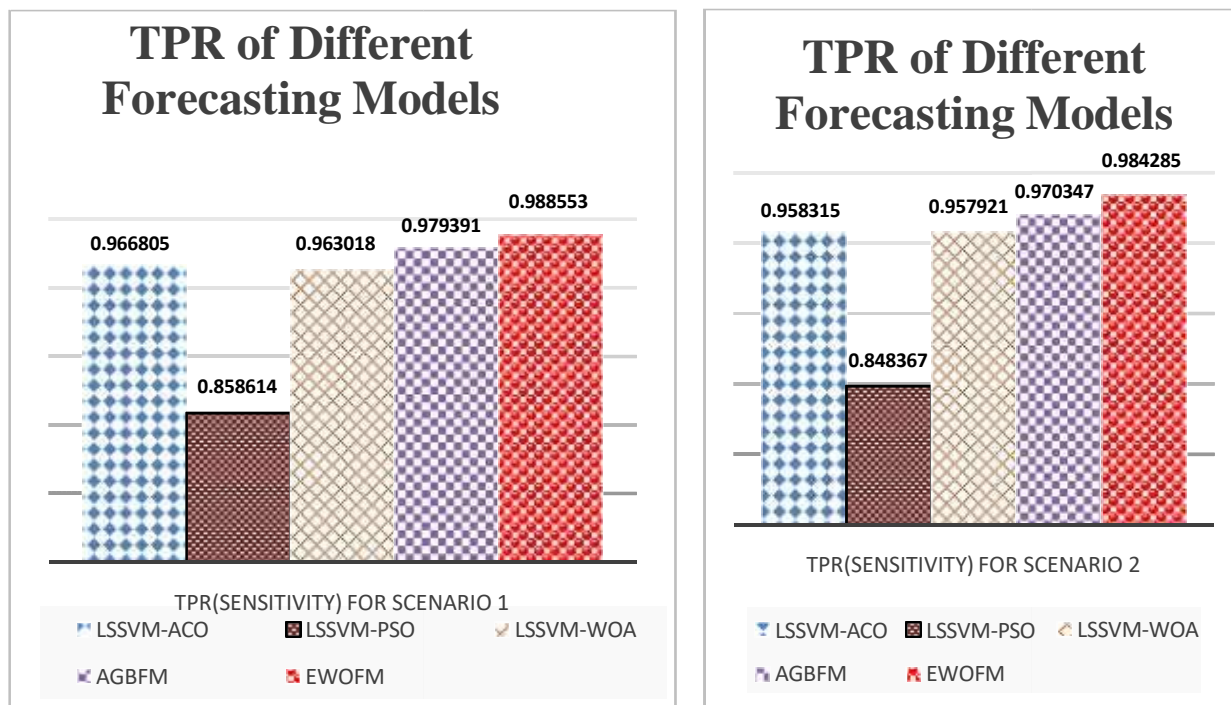 TPR of Different
Forecasting Models
0.966805
0.858614
0.963018
0.979391
0.988553
TPR(SENSITIVITY) FOR SCENARIO 1
LSSVM-ACO
LSSVM-PSO
LSSVM-WOA
AGBFM
EWOFM
TPR of Different
Forecasting Models
0.958315
0.848367
0.957921
0.970347
0.984285
TPR(SENSITIVITY) FOR SCENARIO 2
LSSVM-ACO
LSSVM-PSO
LSSVM-WOA
AGBFM
EWOFM